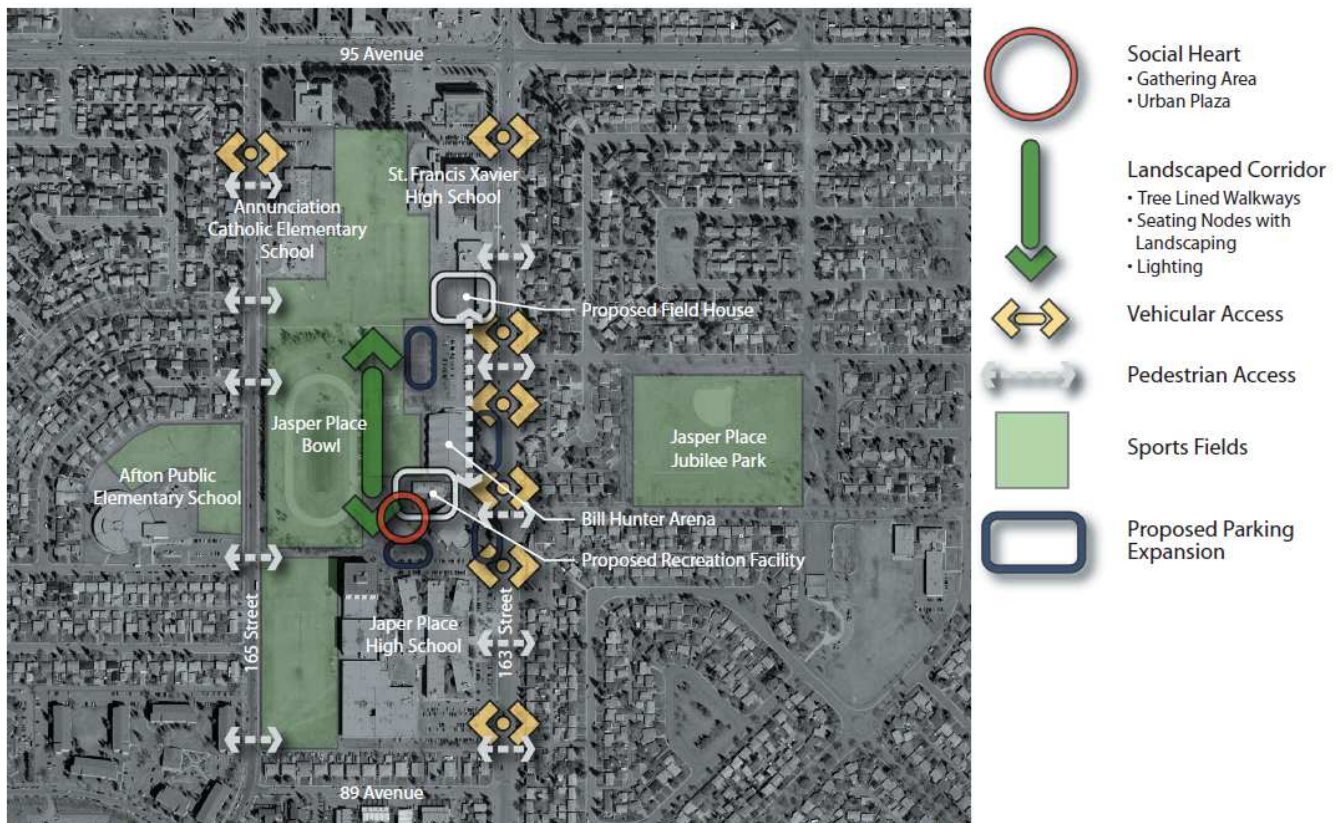 95 Avenue
St. Francis Xavier
High School
Annunciation
Catholic Elementary
School
Proposed Field House
Jasper Place
Bowl
Jasper Place
Jubilee Park
Afton Public
Elementary School
Bill Hunter Arena
Proposed Recreation Facility
165 Street
Japer Place
High School
163 Street
89 Avenue
Social Heart
• Gathering Area
• Urban Plaza
Landscaped Corridor
• Tree Lined Walkways
• Seating Nodes with
Landscaping
• Lighting
Vehicular Access
Pedestrian Access
Sports Fields
Proposed Parking
Expansion